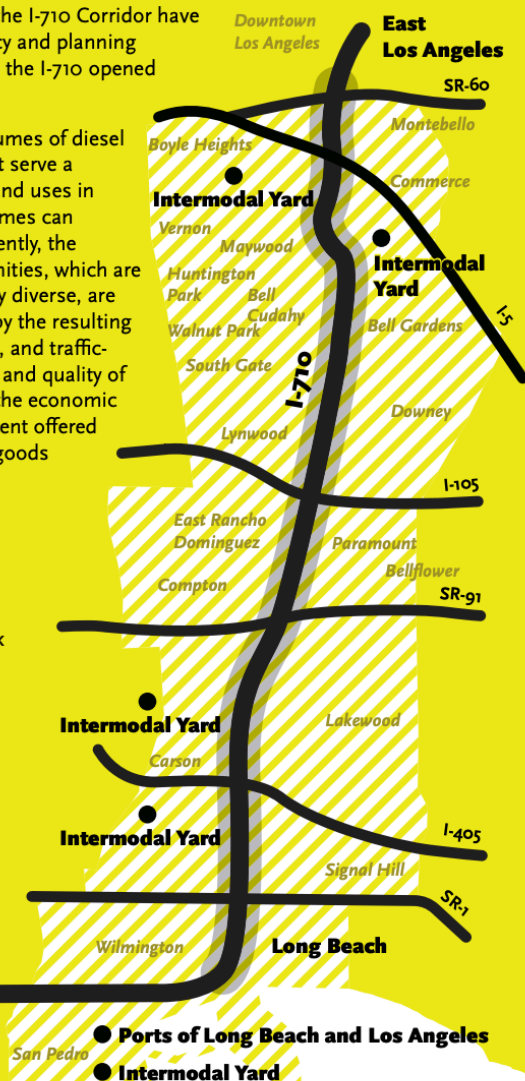 he I-710 Corridor have
ty and planning
the I-710 opened
umes of diesel
t serve a
nd uses in
mes can
ently, the
nities, which are
y diverse, are
by the resulting
, and traffic-
and quality of
the economic
ent offered
goods
k
Downtown
Los Angeles
East
Los Angeles
SR-60
Montebello
Boyle Heights
Commerce
Intermodal Yard
Vernon
Maywood
Intermodal
Yard
Huntington
Park
Bell
Cudahy
I-5
Walnut Park
Bell Gardens
South Gate
I-710
Downey
Lynwood
I-105
East Rancho
Dominguez
Paramount
Bellflower
Compton
SR-91
Intermodal Yard
Lakewood
Carson
Intermodal Yard
I-405
Signal Hill
SR-1
Wilmington
Long Beach
Ports of Long Beach and Los Angeles
San Pedro
Intermodal Yard